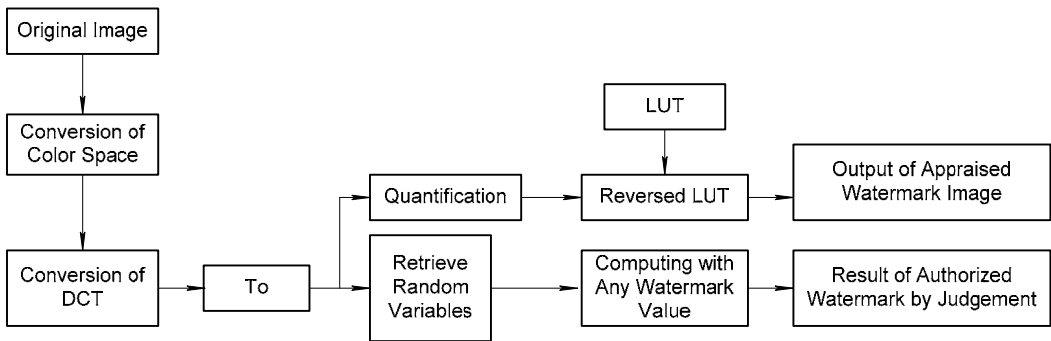 Original Image
Conversion of
Color Space
Conversion of
DCT
To
Quantification
Retrieve
Random
Variables
LUT
Reversed LUT
Computing with
Any Watermark
Value
Output of Appraised
Watermark Image
Result of Authorized
Watermark by Judgement